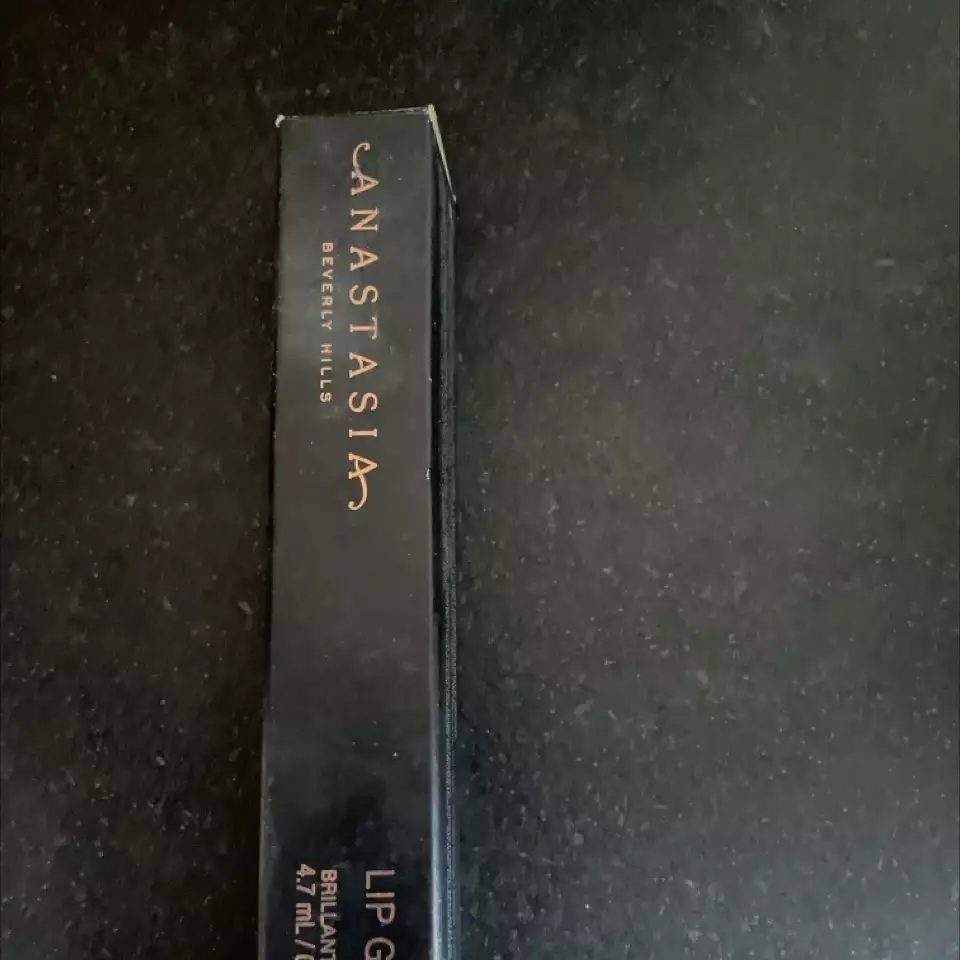 ANASTASIA
BEVERLY HILLS
LIP G
BRILLANT
4.7 mL /